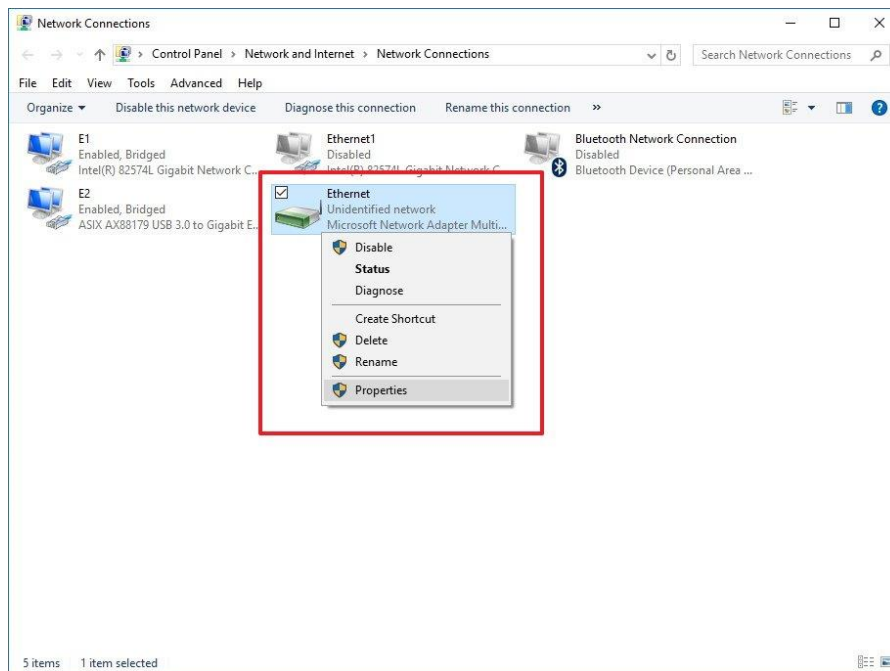 Network Connections
Control Panel > Network and Internet > Network Connections
Search Network Connections
File Edit View Tools Advanced Help
Organize Disable this network device Diagnose this connection Rename this connection »
E1
Enabled, Bridged
Intel(R) 82574L Gigabit Network C...
Ethernet1
Disabled
Intel(R) 82574L Gigabit Network C...
Bluetooth Network Connection
Disabled
Bluetooth Device (Personal Area ...
E2
Enabled, Bridged
ASIX AX88179 USB 3.0 to Gigabit E...
Ethernet
Unidentified network
Microsoft Network Adapter Multi...
Disable
Status
Diagnose
Create Shortcut
Delete
Rename
Properties
5 items 1 item selected